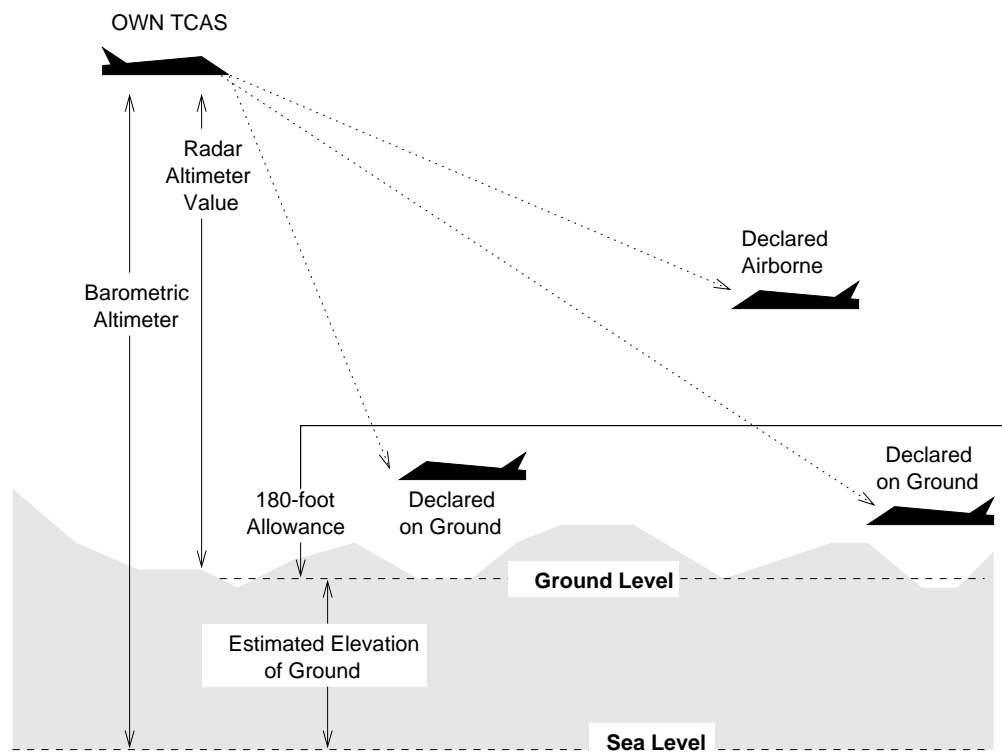 OWN TCAS
Radar
Altimeter
Value
Declared
Airborne
Barometric
Altimeter
180-foot
Allowance
Declared
on Ground
Declared
on Ground
Ground Level
Estimated Elevation
of Ground
Sea Level